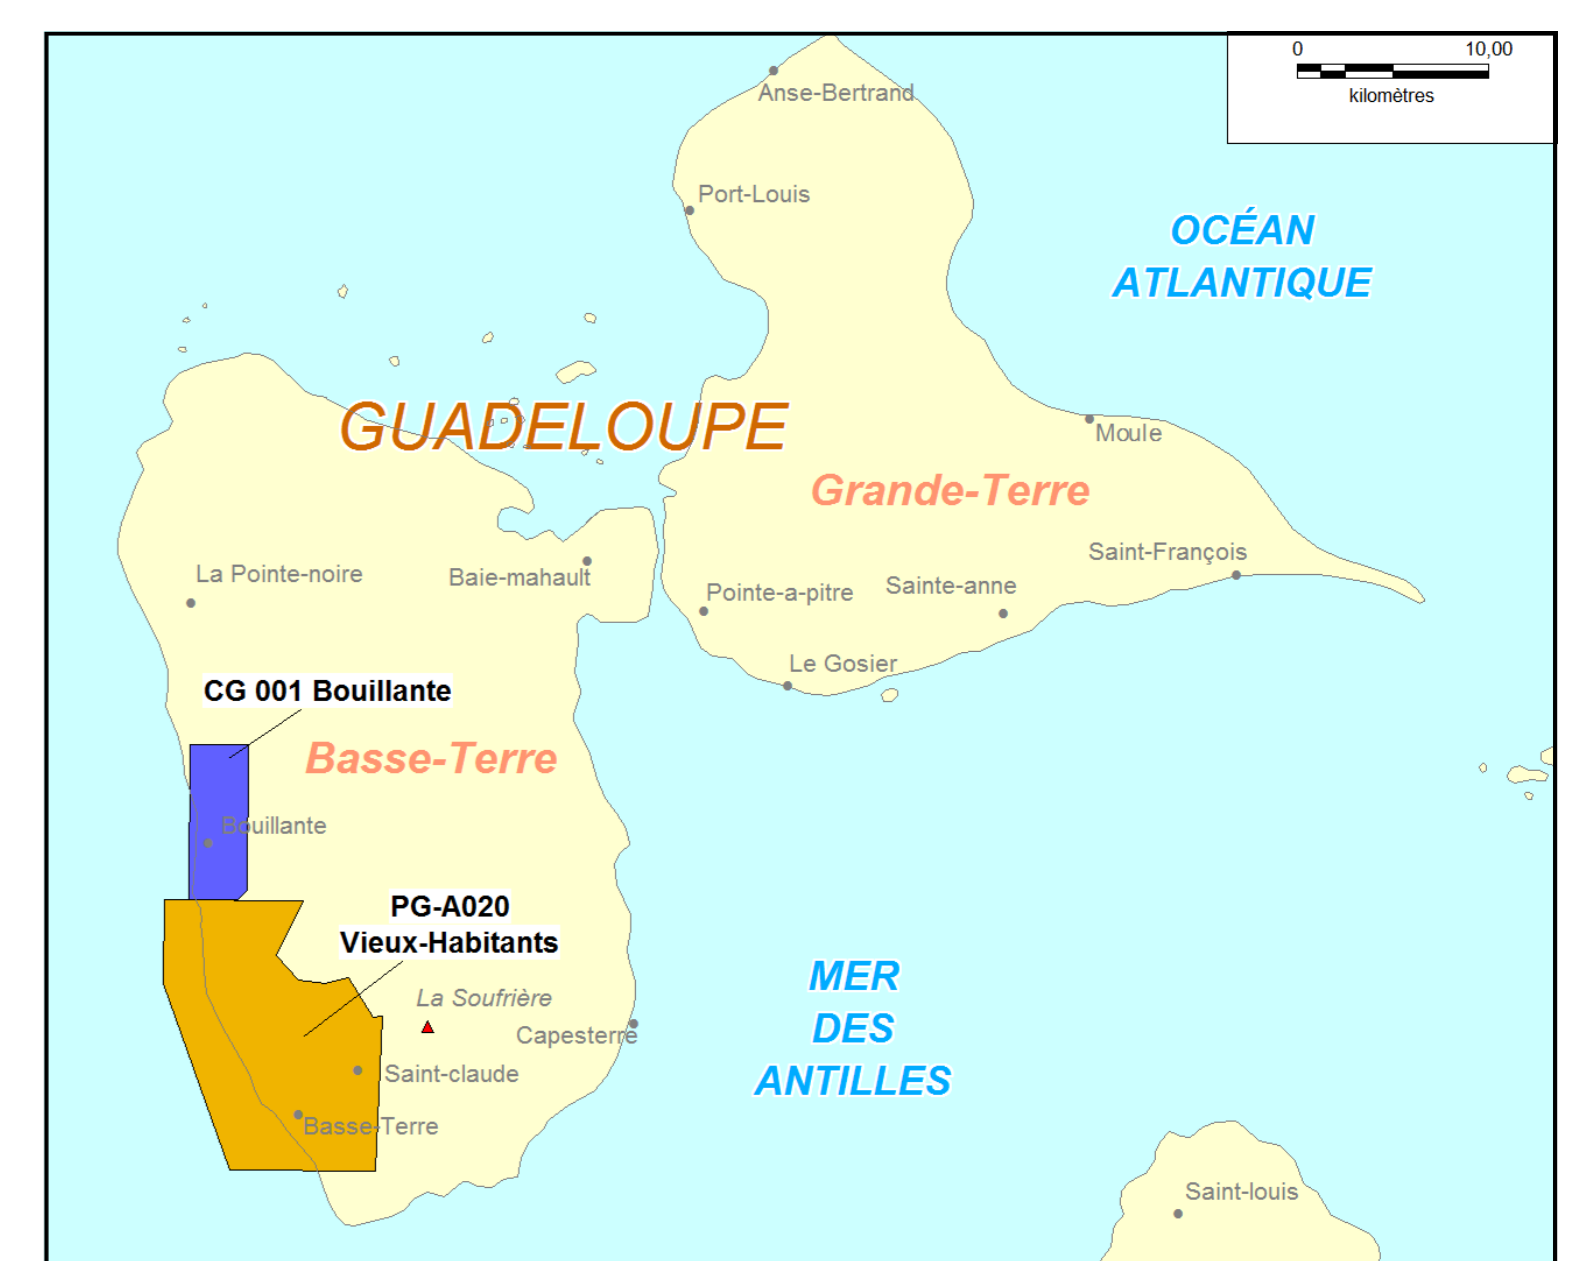 0 10,00
kilomètres
Anse-Bertrand
Port-Louis
OCÉAN
ATLANTIQUE
GUADELOUPE
Moule
Grande-Terre
Saint-François
La Pointe-noire
Baie-mahault
Pointe-a-pitre
Sainte-anne
Le Gosier
CG 001 Bouillante
Basse-Terre
Bouillante
PG-A020
Vieux-Habitants
MER
DES
ANTILLES
La Soufrière
Capesterre
Saint-claude
Basse-Terre
Saint-louis